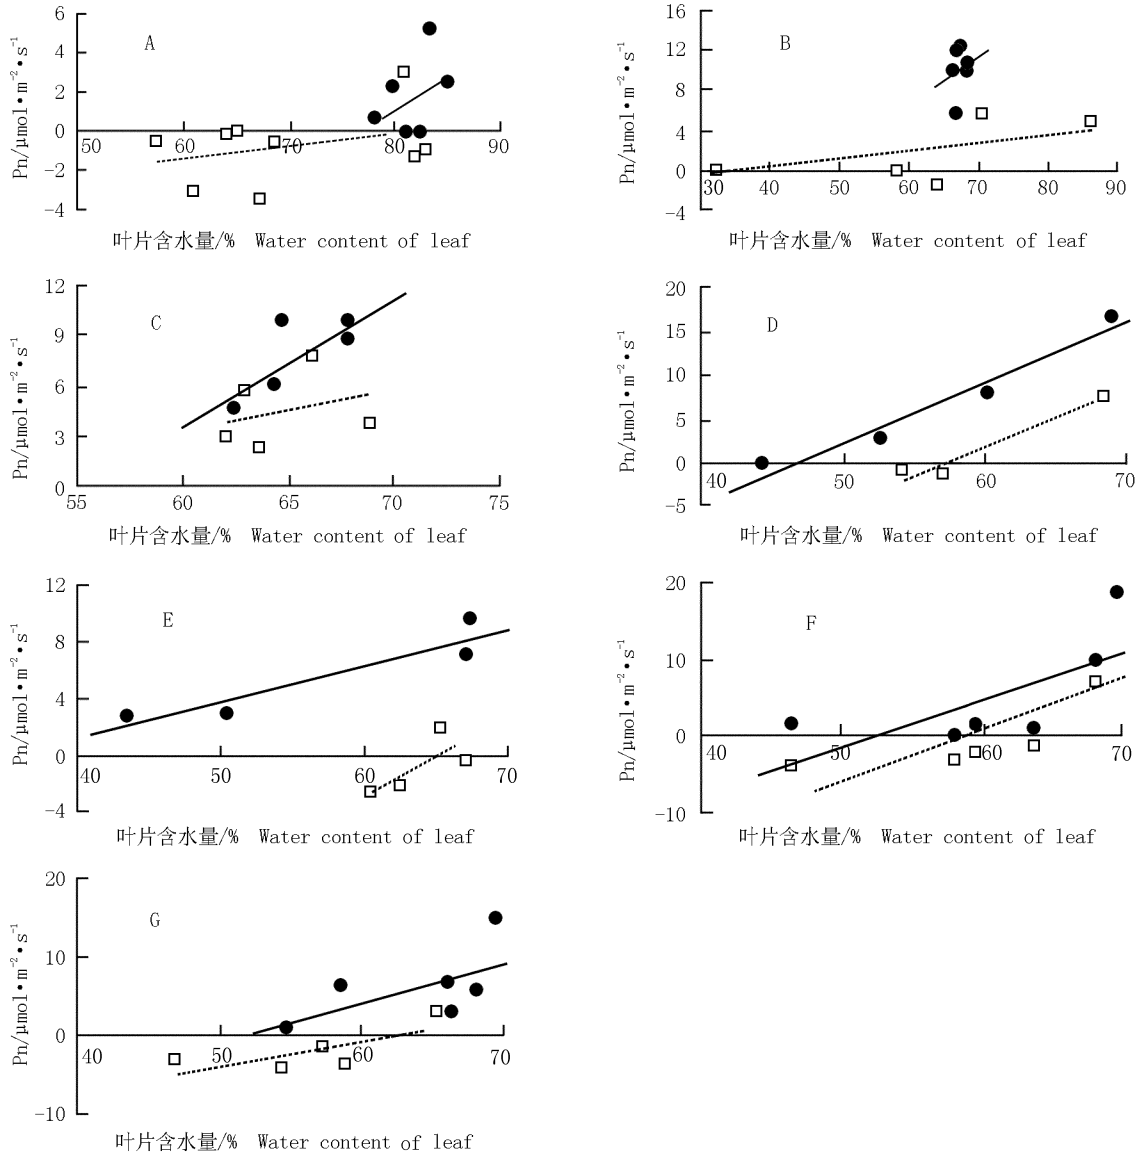 A
Pn/μmol•m⁻²•s⁻¹
6
4
2
0
-2
-4
50 60 70 80 90
叶片含水量/% Water content of leaf
B
Pn/μmol•m⁻²•s⁻¹
16
12
8
4
0
-4
30 40 50 60 70 80 90
叶片含水量/% Water content of leaf
C
Pn/μmol•m⁻²•s⁻¹
12
9
6
3
0
55 60 65 70 75
叶片含水量/% Water content of leaf
D
Pn/μmol•m⁻²•s⁻¹
20
15
10
5
0
-5
40 50 60 70
叶片含水量/% Water content of leaf
E
Pn/μmol•m⁻²•s⁻¹
12
8
4
0
-4
40 50 60 70
叶片含水量/% Water content of leaf
F
Pn/μmol•m⁻²•s⁻¹
20
10
0
-10
40 50 60 70
叶片含水量/% Water content of leaf
G
Pn/μmol•m⁻²•s⁻¹
20
10
0
-10
40 50 60 70
叶片含水量/% Water content of leaf